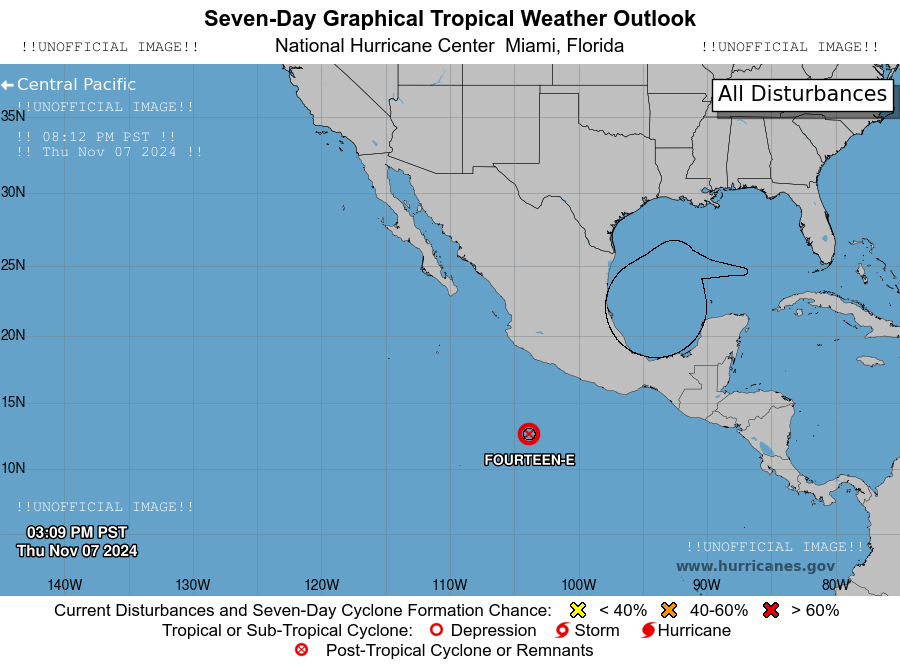 Seven-Day Graphical Tropical Weather Outlook
!!UNOFFICIAL IMAGE!! National Hurricane Center Miami, Florida !!UNOFFICIAL IMAGE!!
Central Pacific
All Disturbances
!!UNOFFICIAL IMAGE!!
35N
!! 08:12 PM PST !!
!! Thu Nov 07 2024 !!
30N
25N
20N
15N
FOURTEEN-E
10N
!!UNOFFICIAL IMAGE!!
03:09 PM PST
Thu Nov 07 2024
!!UNOFFICIAL IMAGE!!
www.hurricanes.gov
140W 130W 120W 110W 100W 90W 80W
Current Disturbances and Seven-Day Cyclone Formation Chance: < 40% 40-60% > 60%
Tropical or Sub-Tropical Cyclone: Depression Storm Hurricane
Post-Tropical Cyclone or Remnants